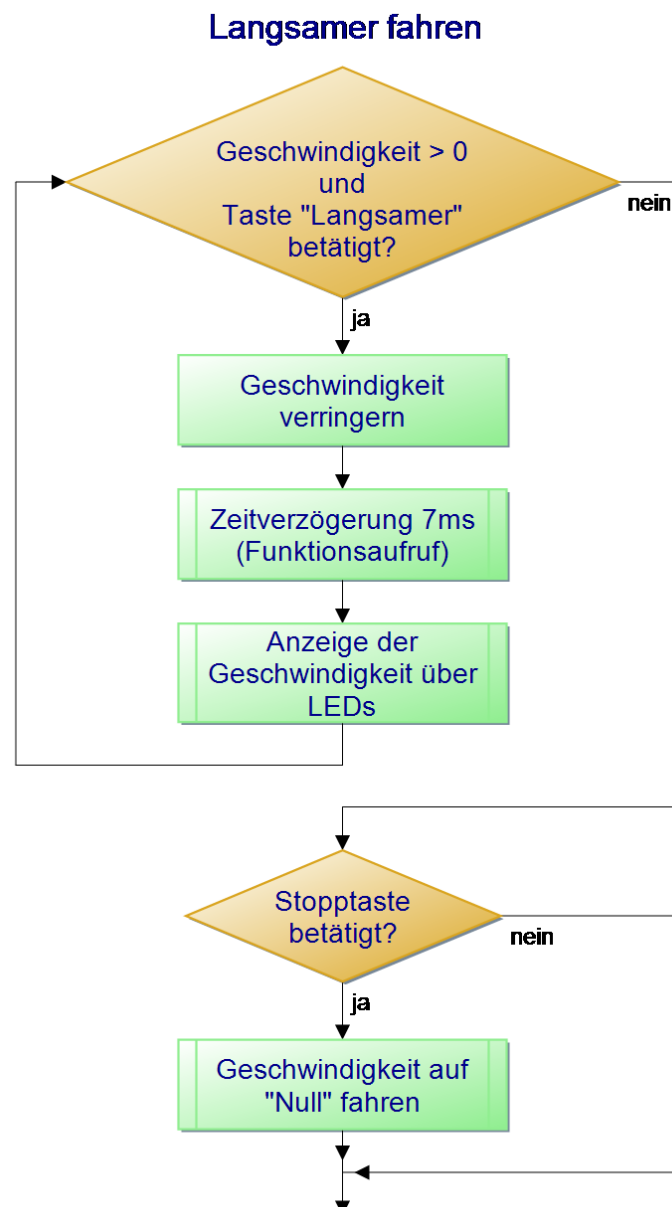 Langsamer fahren
Geschwindigkeit > 0
und
Taste "Langsamer"
betätigt?
nein
ja
Geschwindigkeit
verringern
Zeitverzögerung 7ms
(Funktionsaufruf)
Anzeige der
Geschwindigkeit über
LEDs
Stopptaste
betätigt?
nein
ja
Geschwindigkeit auf
"Null" fahren